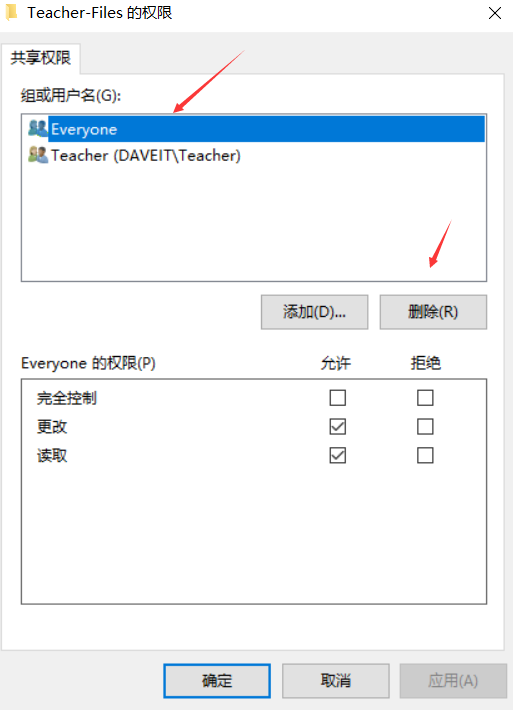 Teacher-Files 的权限
共享权限
组或用户名(G):
Everyone
Teacher (DAVEIT\Teacher)
添加(D)... 删除(R)
Everyone 的权限(P) 允许 拒绝
完全控制
更改
读取
确定 取消 应用(A)